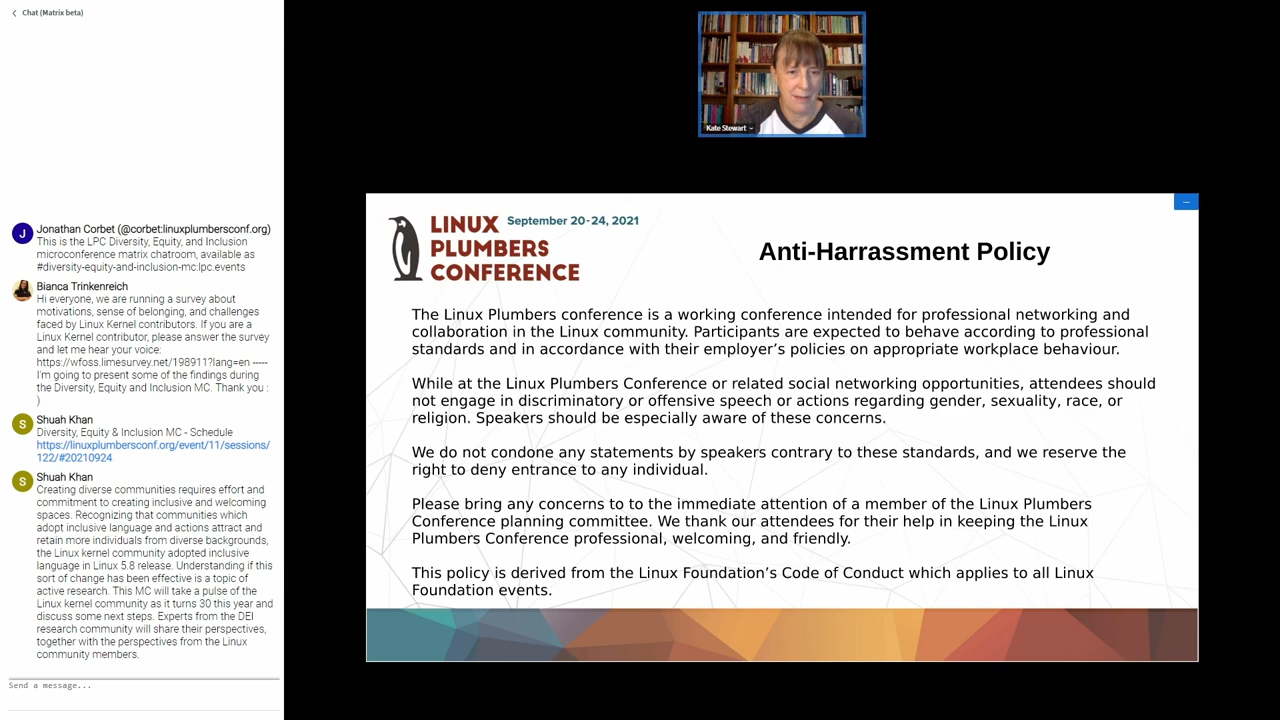 Chat (Matrix beta)
Jonathan Corbet (@corbet:linuxplumbersconf.org)
This is the LPC Diversity, Equity, and Inclusion
microconference matrix chatroom, available as
#diversity-equity-and-inclusion-mc:lpc.events
Bianca Trinkenreich
Hi everyone, we are running a survey about
motivations, sense of belonging, and challenges
faced by Linux Kernel contributors. If you are a
Linux Kernel contributor, please answer the survey
and let me hear your voice:
https://wfoss.limesurvey.net/198911?lang=en -----
I'm going to present some of the findings during
the Diversity, Equity and Inclusion MC. Thank you :
)
Shuah Khan
Diversity, Equity & Inclusion MC - Schedule
https://linuxplumbersconf.org/event/11/sessions/
122/#20210924
Shuah Khan
Creating diverse communities requires effort and
commitment to creating inclusive and welcoming
spaces. Recognizing that communities which
adopt inclusive language and actions attract and
retain more individuals from diverse backgrounds,
the Linux kernel community adopted inclusive
language in Linux 5.8 release. Understanding if this
sort of change has been effective is a topic of
active research. This MC will take a pulse of the
Linux kernel community as it turns 30 this year and
discuss some next steps. Experts from the DEI
research community will share their perspectives,
together with the perspectives from the Linux
community members.
Send a message...
J
S
S
Kate Stewart
LINUX
PLUMBERS
CONFERENCE
September 20-24, 2021
Anti-Harrassment Policy
The Linux Plumbers conference is a working conference intended for professional networking and
collaboration in the Linux community. Participants are expected to behave according to professional
standards and in accordance with their employer’s policies on appropriate workplace behaviour.
While at the Linux Plumbers Conference or related social networking opportunities, attendees should
not engage in discriminatory or offensive speech or actions regarding gender, sexuality, race, or
religion. Speakers should be especially aware of these concerns.
We do not condone any statements by speakers contrary to these standards, and we reserve the
right to deny entrance to any individual.
Please bring any concerns to to the immediate attention of a member of the Linux Plumbers
Conference planning committee. We thank our attendees for their help in keeping the Linux
Plumbers Conference professional, welcoming, and friendly.
This policy is derived from the Linux Foundation’s Code of Conduct which applies to all Linux
Foundation events.